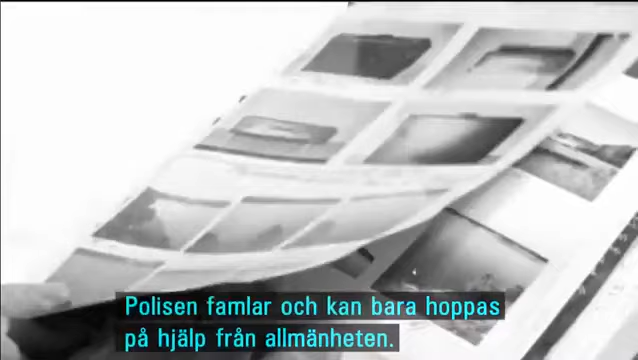 Polisen famlar och kan bara hoppas
på hjälp från allmänheten.